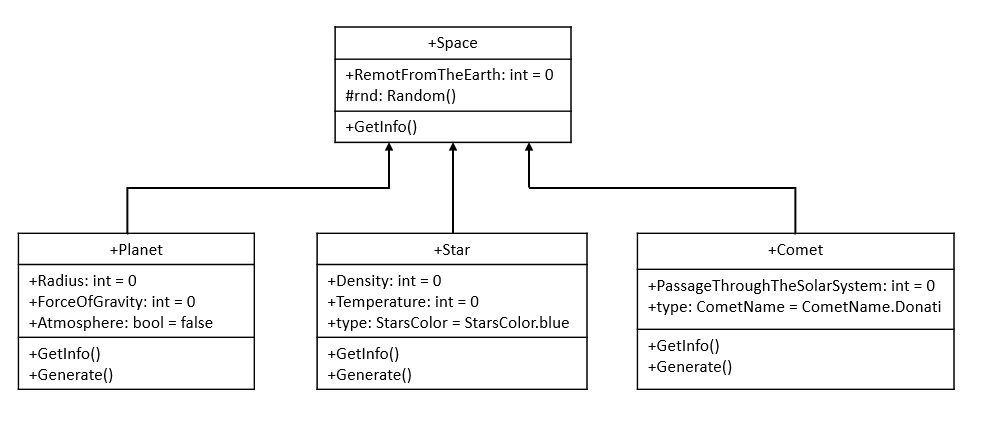 +Space
+RemotFromTheEarth: int = 0
#rnd: Random()
+GetInfo()
+Planet
+Radius: int = 0
+ForceOfGravity: int = 0
+Atmosphere: bool = false
+GetInfo()
+Generate()
+Star
+Density: int = 0
+Temperature: int = 0
+type: StarsColor = StarsColor.blue
+GetInfo()
+Generate()
+Comet
+PassageThroughTheSolarSystem: int = 0
+type: CometName = CometName.Donati
+GetInfo()
+Generate()